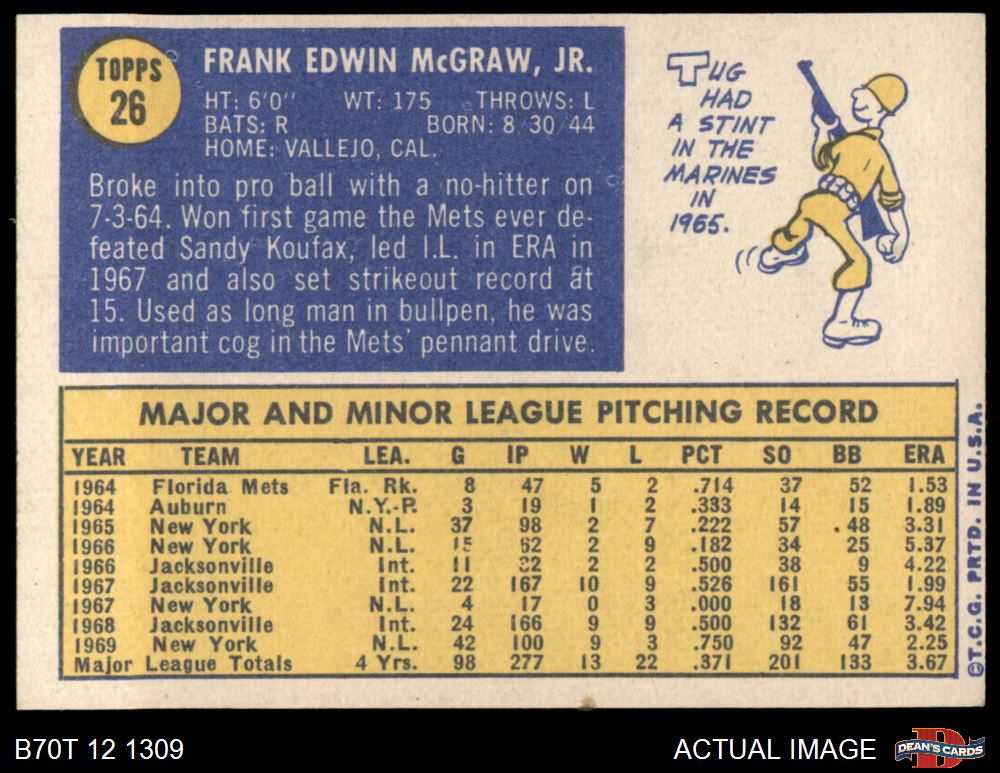 TOPPS
26
FRANK EDWIN McGRAW, JR.
HT: 6'0" WT: 175 THROWS: L
BATS: R BORN: 8 30 44
HOME: VALLEJO, CAL.
Broke into pro ball with a no-hitter on
7-3-64. Won first game the Mets ever de-
feated Sandy Koufax, led I.L. in ERA in
1967 and also set strikeout record at
15. Used as long man in bullpen, he was
important cog in the Mets' pennant drive.
TUG
HAD
A STINT
IN THE
MARINES
IN
1965.
MAJOR AND MINOR LEAGUE PITCHING RECORD
YEAR TEAM LEA. G IP W L PCT SO BB ERA
1964 Florida Mets Fla. Rk. 8 47 5 2 .714 37 52 1.53
1964 Auburn N.Y.-P. 3 19 1 2 .333 14 15 1.89
1965 New York N.L. 37 98 2 7 .222 57 48 3.31
1966 New York N.L. 15 62 2 9 .182 34 25 5.37
1966 Jacksonville Int. 11 32 2 2 .500 38 9 4.22
1967 Jacksonville Int. 22 167 10 9 .526 161 55 1.99
1967 New York N.L. 4 17 0 3 .000 18 13 7.94
1968 Jacksonville Int. 24 166 9 9 .500 132 61 3.42
1969 New York N.L. 42 100 9 3 .750 92 47 2.25
Major League Totals 4 Yrs. 98 277 13 22 .371 201 133 3.67
©T.C.G. PRTD. IN U.S.A.
B70T 12 1309
ACTUAL IMAGE
DEAN'S CARDS